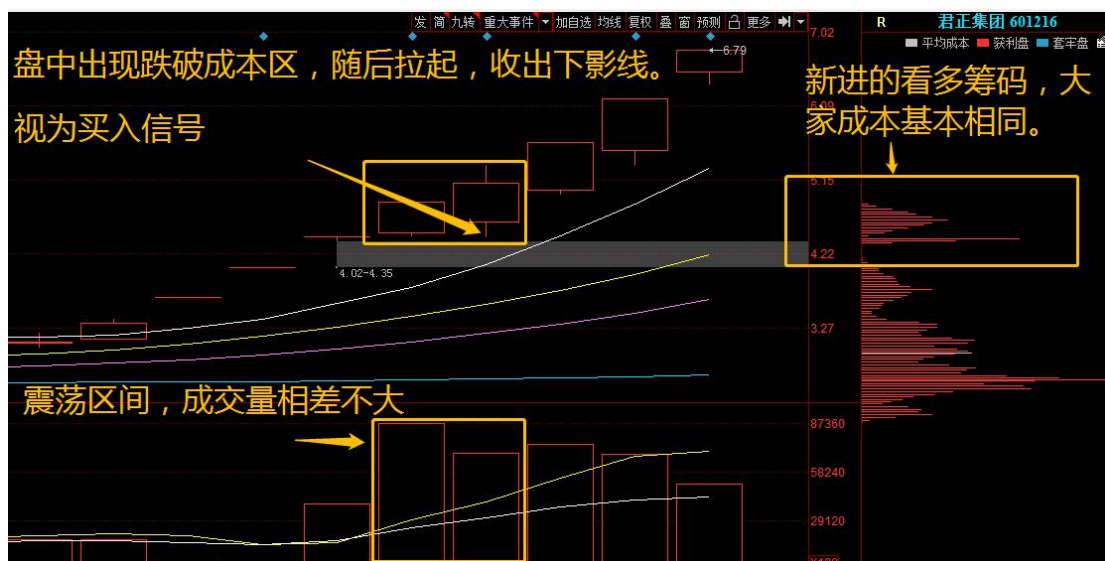 发 简 九转 重大事件 加自选 均线 复权 叠 窗 预测 更多
R 君正集团 601216
平均成本 获利盘 套牢盘
7.02
6.79
盘中出现跌破成本区，随后拉起，收出下影线。
视为买入信号
新进的看多筹码，大
家成本基本相同。
6.09
5.15
4.22
4.02-4.35
3.27
震荡区间，成交量相差不大
87360
58240
29120
X100